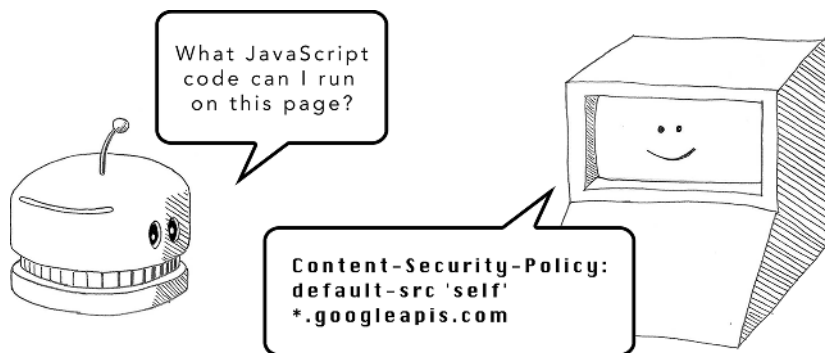 What JavaScript
code can I run
on this page?
Content-Security-Policy:
default-src 'self'
*.googleapis.com